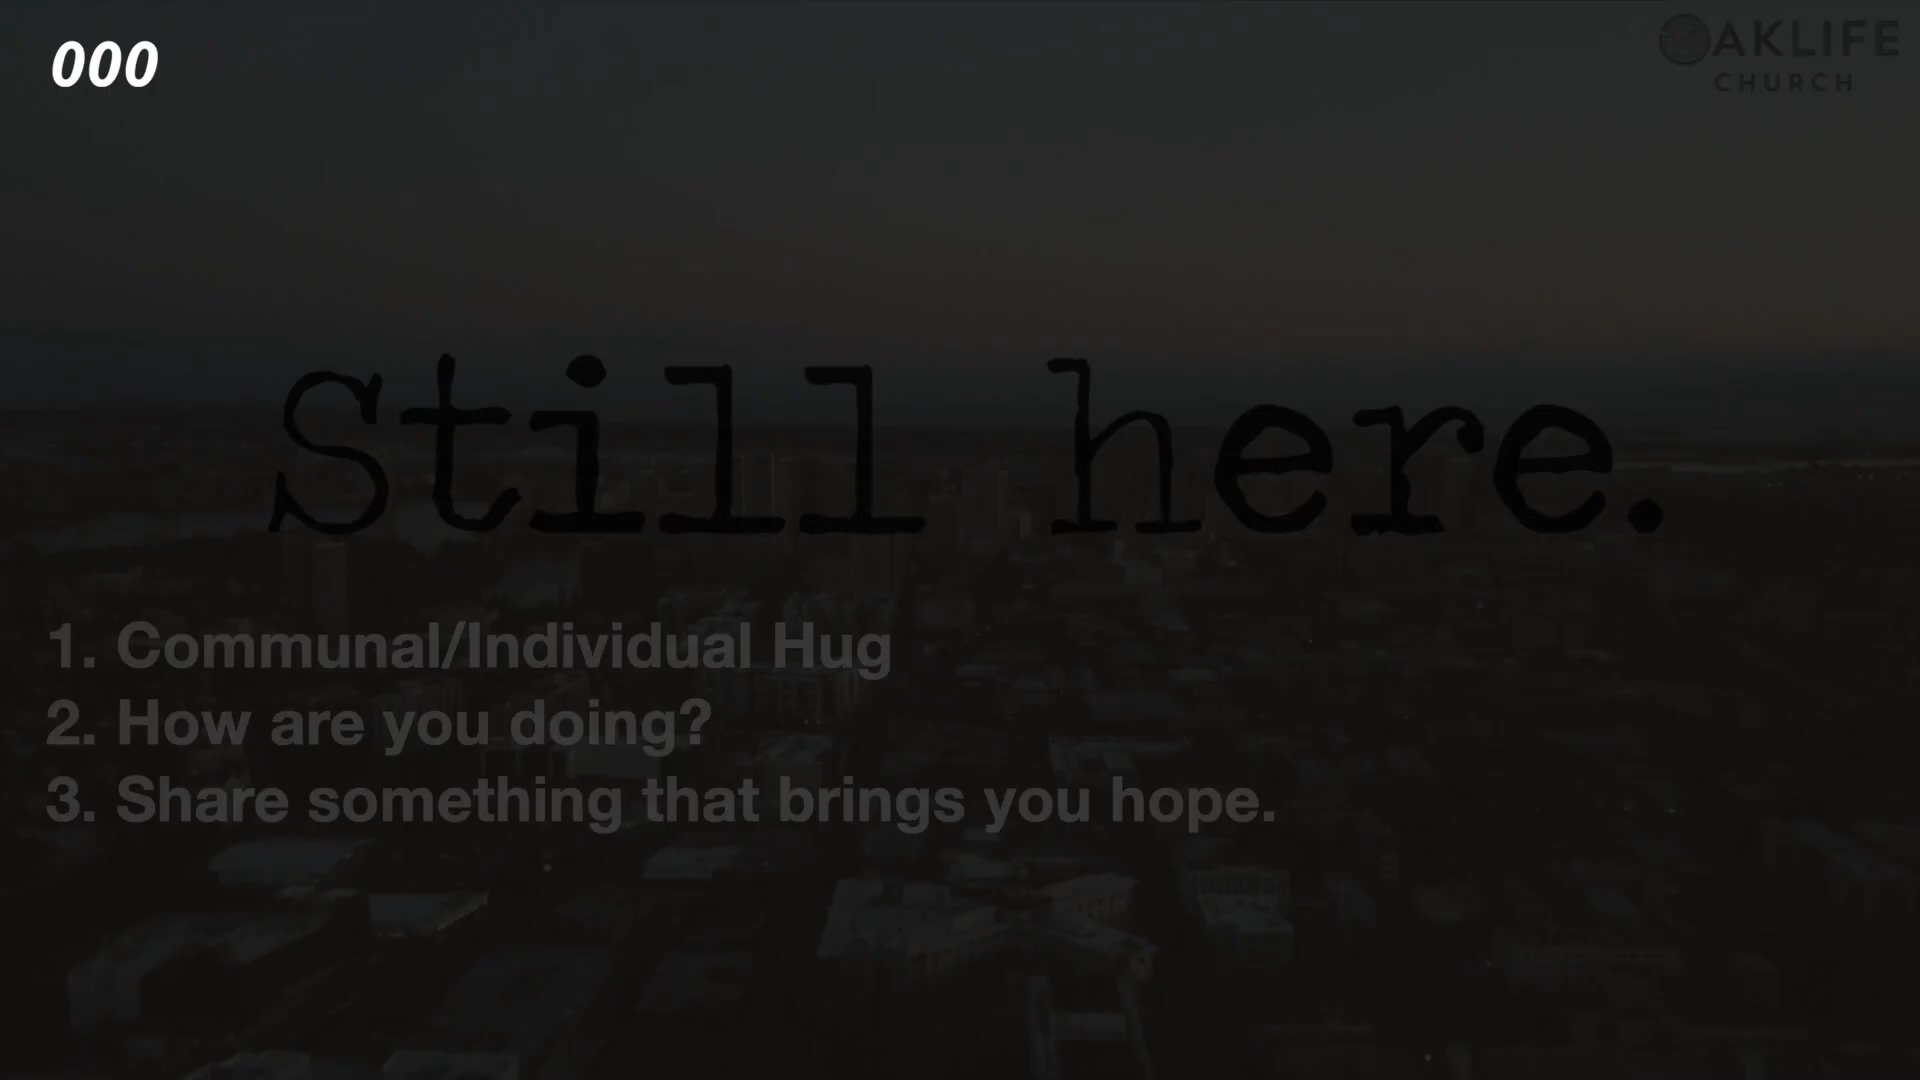 000
OAKLIFE
CHURCH
Still here.
1. Communal/Individual Hug
2. How are you doing?
3. Share something that brings you hope.